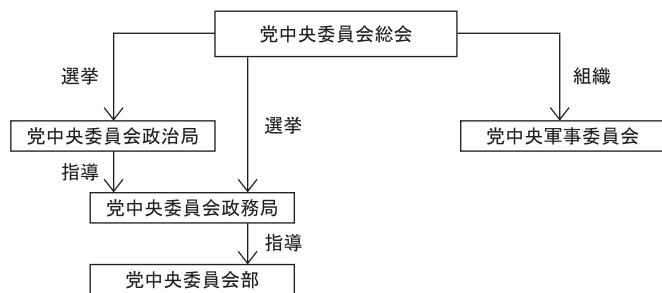 党中央委員会総会
選挙
組織
選挙
党中央委員会政治局
党中央軍事委員会
指導
党中央委員会政務局
指導
党中央委員会部